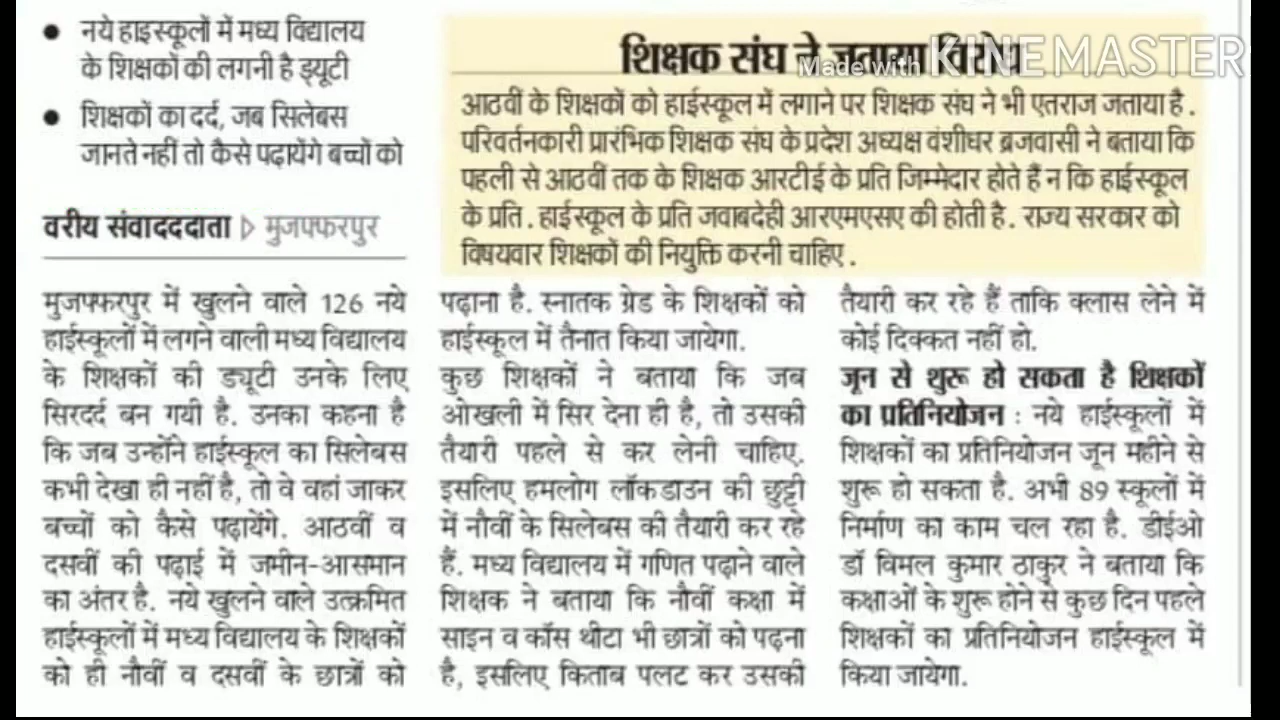 नये हाइस्कूलों में मध्य विद्यालय
के शिक्षकों की लगनी है ड्यूटी
शिक्षकों का दर्द, जब सिलेबस
जानते नहीं तो कैसे पढ़ायेंगे बच्चों को
वरीय संवादददाता ▷ मुजफ्फरपुर
शिक्षक संघ ने जताया विरोध
Made with KINEMASTER
आठवीं के शिक्षकों को हाईस्कूल में लगाने पर शिक्षक संघ ने भी एतराज जताया है.
परिवर्तनकारी प्रारंभिक शिक्षक संघ के प्रदेश अध्यक्ष वंशीधर ब्रजवासी ने बताया कि
पहली से आठवीं तक के शिक्षक आरटीई के प्रति जिम्मेदार होते हैं न कि हाईस्कूल
के प्रति. हाईस्कूल के प्रति जवाबदेही आरएमएसए की होती है. राज्य सरकार को
विषयवार शिक्षकों की नियुक्ति करनी चाहिए.
मुजफ्फरपुर में खुलने वाले 126 नये
हाईस्कूलों में लगने वाली मध्य विद्यालय
के शिक्षकों की ड्यूटी उनके लिए
सिरदर्द बन गयी है. उनका कहना है
कि जब उन्होंने हाईस्कूल का सिलेबस
कभी देखा ही नहीं है, तो वे वहां जाकर
बच्चों को कैसे पढ़ायेंगे. आठवीं व
दसवीं की पढ़ाई में जमीन-आसमान
का अंतर है. नये खुलने वाले उत्क्रमित
हाईस्कूलों में मध्य विद्यालय के शिक्षकों
को ही नौवीं व दसवीं के छात्रों को
पढ़ाना है. स्नातक ग्रेड के शिक्षकों को
हाईस्कूल में तैनात किया जायेगा.
कुछ शिक्षकों ने बताया कि जब
ओखली में सिर देना ही है, तो उसकी
तैयारी पहले से कर लेनी चाहिए.
इसलिए हमलोग लॉकडाउन की छुट्टी
में नौवीं के सिलेबस की तैयारी कर रहे
हैं. मध्य विद्यालय में गणित पढ़ाने वाले
शिक्षक ने बताया कि नौवीं कक्षा में
साइन व कॉस थीटा भी छात्रों को पढ़ना
है, इसलिए किताब पलट कर उसकी
तैयारी कर रहे हैं ताकि क्लास लेने में
कोई दिक्कत नहीं हो.
जून से शुरू हो सकता है शिक्षकों
का प्रतिनियोजन : नये हाईस्कूलों में
शिक्षकों का प्रतिनियोजन जून महीने से
शुरू हो सकता है. अभी 89 स्कूलों में
निर्माण का काम चल रहा है. डीईओ
डॉ विमल कुमार ठाकुर ने बताया कि
कक्षाओं के शुरू होने से कुछ दिन पहले
शिक्षकों का प्रतिनियोजन हाईस्कूल में
किया जायेगा.